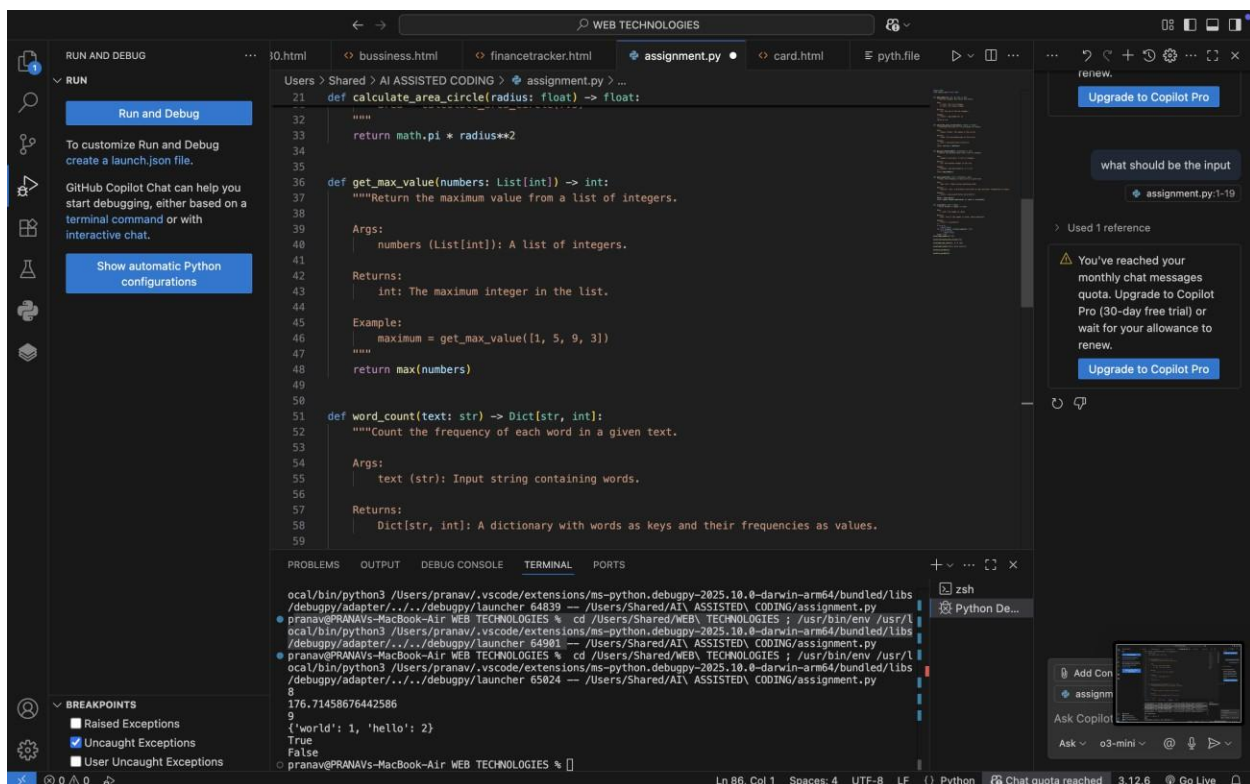 WEB TECHNOLOGIES
RUN AND DEBUG
RUN
Run and Debug
To customize Run and Debug
create a launch.json file.
GitHub Copilot Chat can help you
start debugging, either based on a
terminal command or with
interactive chat.
Show automatic Python
configurations
BREAKPOINTS
Raised Exceptions
Uncaught Exceptions
User Uncaught Exceptions
30.html bussiness.html financetracker.html assignment.py card.html pyth.file
Users > Shared > AI ASSISTED CODING > assignment.py > ...
21 def calculate_area_circle(radius: float) -> float:
32 """
33 return math.pi * radius**2
34
35
36 def get_max_value(numbers: List[int]) -> int:
37 """Return the maximum value from a list of integers.
38
39 Args:
40 numbers (List[int]): A list of integers.
41
42 Returns:
43 int: The maximum integer in the list.
44
45 Example:
46 maximum = get_max_value([1, 5, 9, 3])
47 """
48 return max(numbers)
49
50
51 def word_count(text: str) -> Dict[str, int]:
52 """Count the frequency of each word in a given text.
53
54 Args:
55 text (str): Input string containing words.
56
57 Returns:
58 Dict[str, int]: A dictionary with words as keys and their frequencies as values.
59
PROBLEMS OUTPUT DEBUG CONSOLE TERMINAL PORTS
ocal/bin/python3 /Users/pranav/.vscode/extensions/ms-python.debugpy-2025.10.0-darwin-arm64/bundled/libs
/debugpy/adapter/../../debugpy/launcher 64839 -- /Users/Shared/AI\ ASSISTED\ CODING/assignment.py
pranav@PRANAVs-MacBook-Air WEB TECHNOLOGIES % cd /Users/Shared/WEB\ TECHNOLOGIES ; /usr/bin/env /usr/l
ocal/bin/python3 /Users/pranav/.vscode/extensions/ms-python.debugpy-2025.10.0-darwin-arm64/bundled/libs
/debugpy/adapter/../../debugpy/launcher 64901 -- /Users/Shared/AI\ ASSISTED\ CODING/assignment.py
pranav@PRANAVs-MacBook-Air WEB TECHNOLOGIES % cd /Users/Shared/WEB\ TECHNOLOGIES ; /usr/bin/env /usr/l
ocal/bin/python3 /Users/pranav/.vscode/extensions/ms-python.debugpy-2025.10.0-darwin-arm64/bundled/libs
/debugpy/adapter/../../debugpy/launcher 65024 -- /Users/Shared/AI\ ASSISTED\ CODING/assignment.py
8
176.71458676442586
9
{'world': 1, 'hello': 2}
True
False
pranav@PRANAVs-MacBook-Air WEB TECHNOLOGIES %
zsh
Python De...
renew.
Upgrade to Copilot Pro
what should be the input
assignment.py:1-19
Used 1 reference
You've reached your
monthly chat messages
quota. Upgrade to Copilot
Pro (30-day free trial) or
wait for your allowance to
renew.
Upgrade to Copilot Pro
Add Con
assignm
Ask Copilot
Ask o3-mini
0 0
Ln 86, Col 1 Spaces: 4 UTF-8 LF {} Python Chat quota reached 3.12.6 Go Live